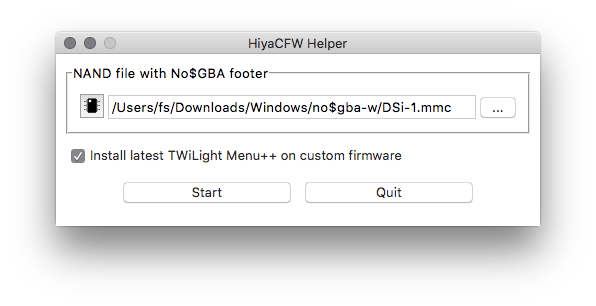 HiyaCFW Helper
NAND file with No$GBA footer
/Users/fs/Downloads/Windows/no$gba-w/DSi-1.mmc
...
Install latest TWiLight Menu++ on custom firmware
Start
Quit